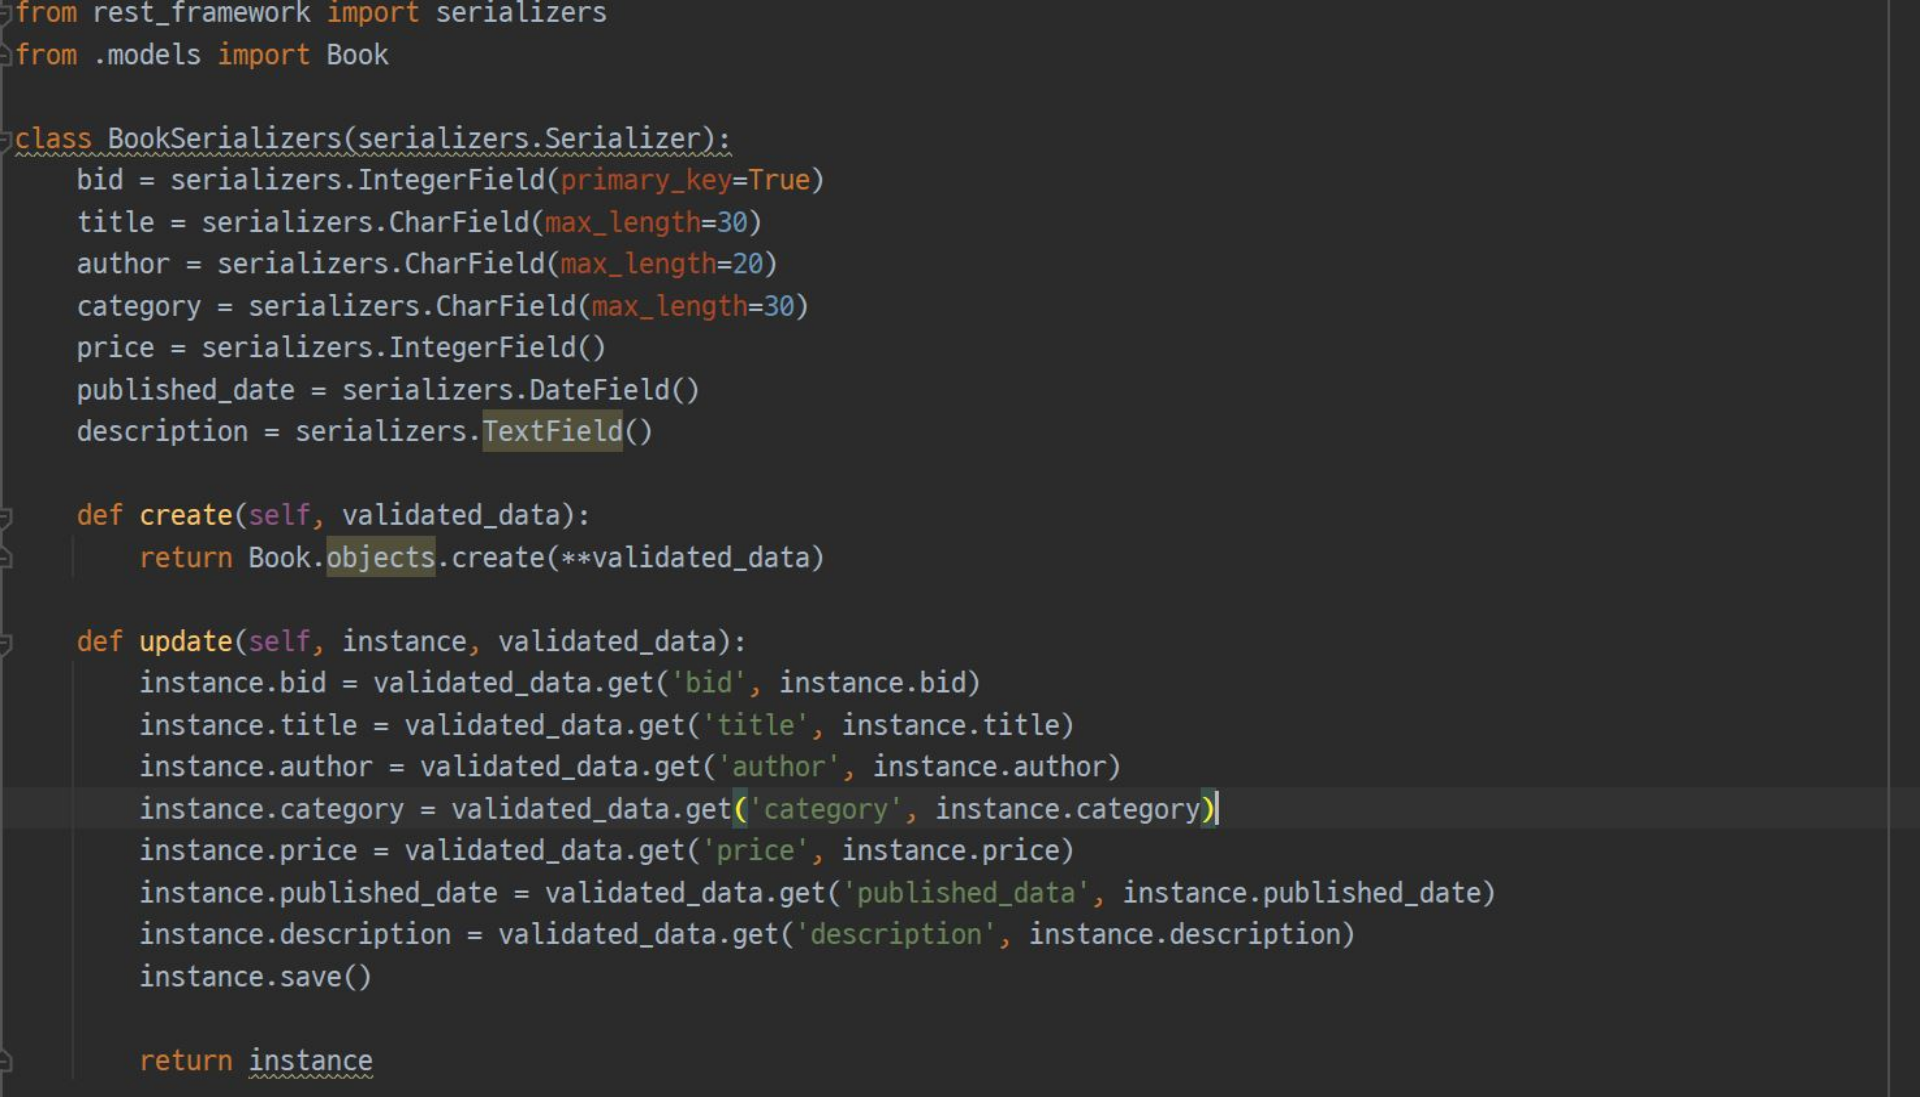 from rest_framework import serializers
from .models import Book
class BookSerializers(serializers.Serializer):
    bid = serializers.IntegerField(primary_key=True)
    title = serializers.CharField(max_length=30)
    author = serializers.CharField(max_length=20)
    category = serializers.CharField(max_length=30)
    price = serializers.IntegerField()
    published_date = serializers.DateField()
    description = serializers.TextField()
    def create(self, validated_data):
        return Book.objects.create(**validated_data)
    def update(self, instance, validated_data):
        instance.bid = validated_data.get('bid', instance.bid)
        instance.title = validated_data.get('title', instance.title)
        instance.author = validated_data.get('author', instance.author)
        instance.category = validated_data.get('category', instance.category)
        instance.price = validated_data.get('price', instance.price)
        instance.published_date = validated_data.get('published_data', instance.published_date)
        instance.description = validated_data.get('description', instance.description)
        instance.save()
        return instance